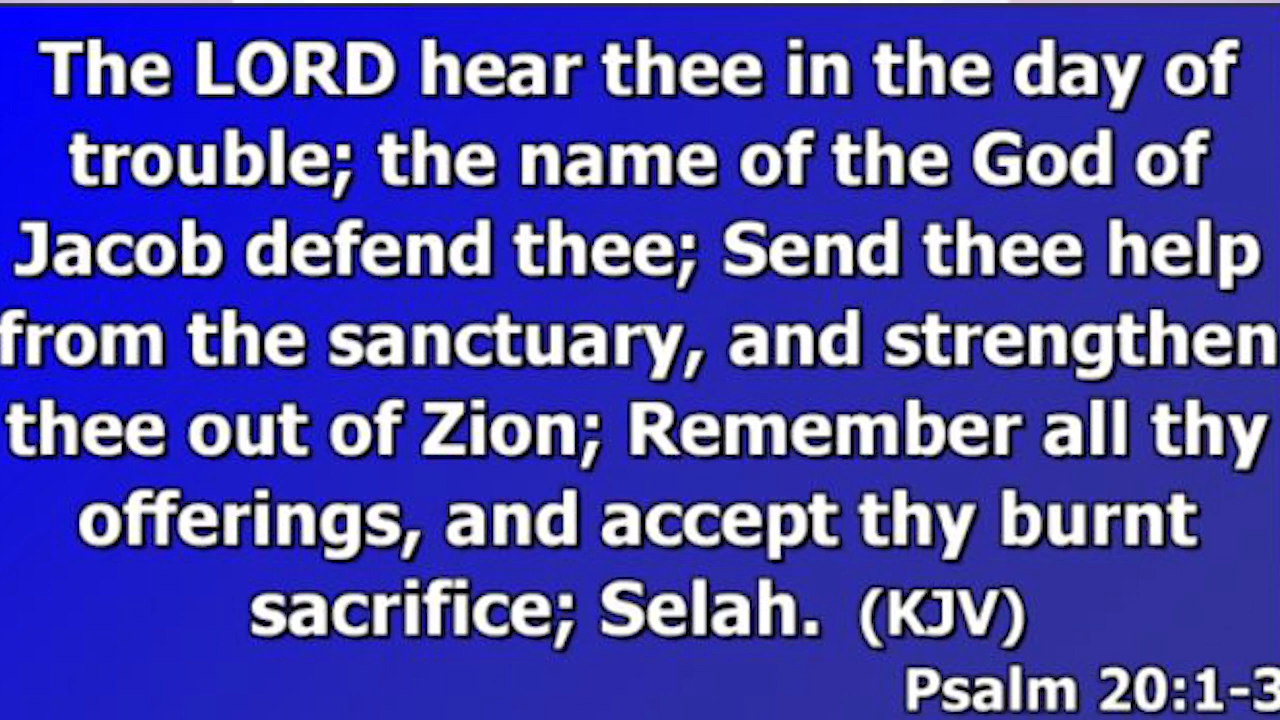 The LORD hear thee in the day of
trouble; the name of the God of
Jacob defend thee; Send thee help
from the sanctuary, and strengthen
thee out of Zion; Remember all thy
offerings, and accept thy burnt
sacrifice; Selah. (KJV)
Psalm 20:1-3